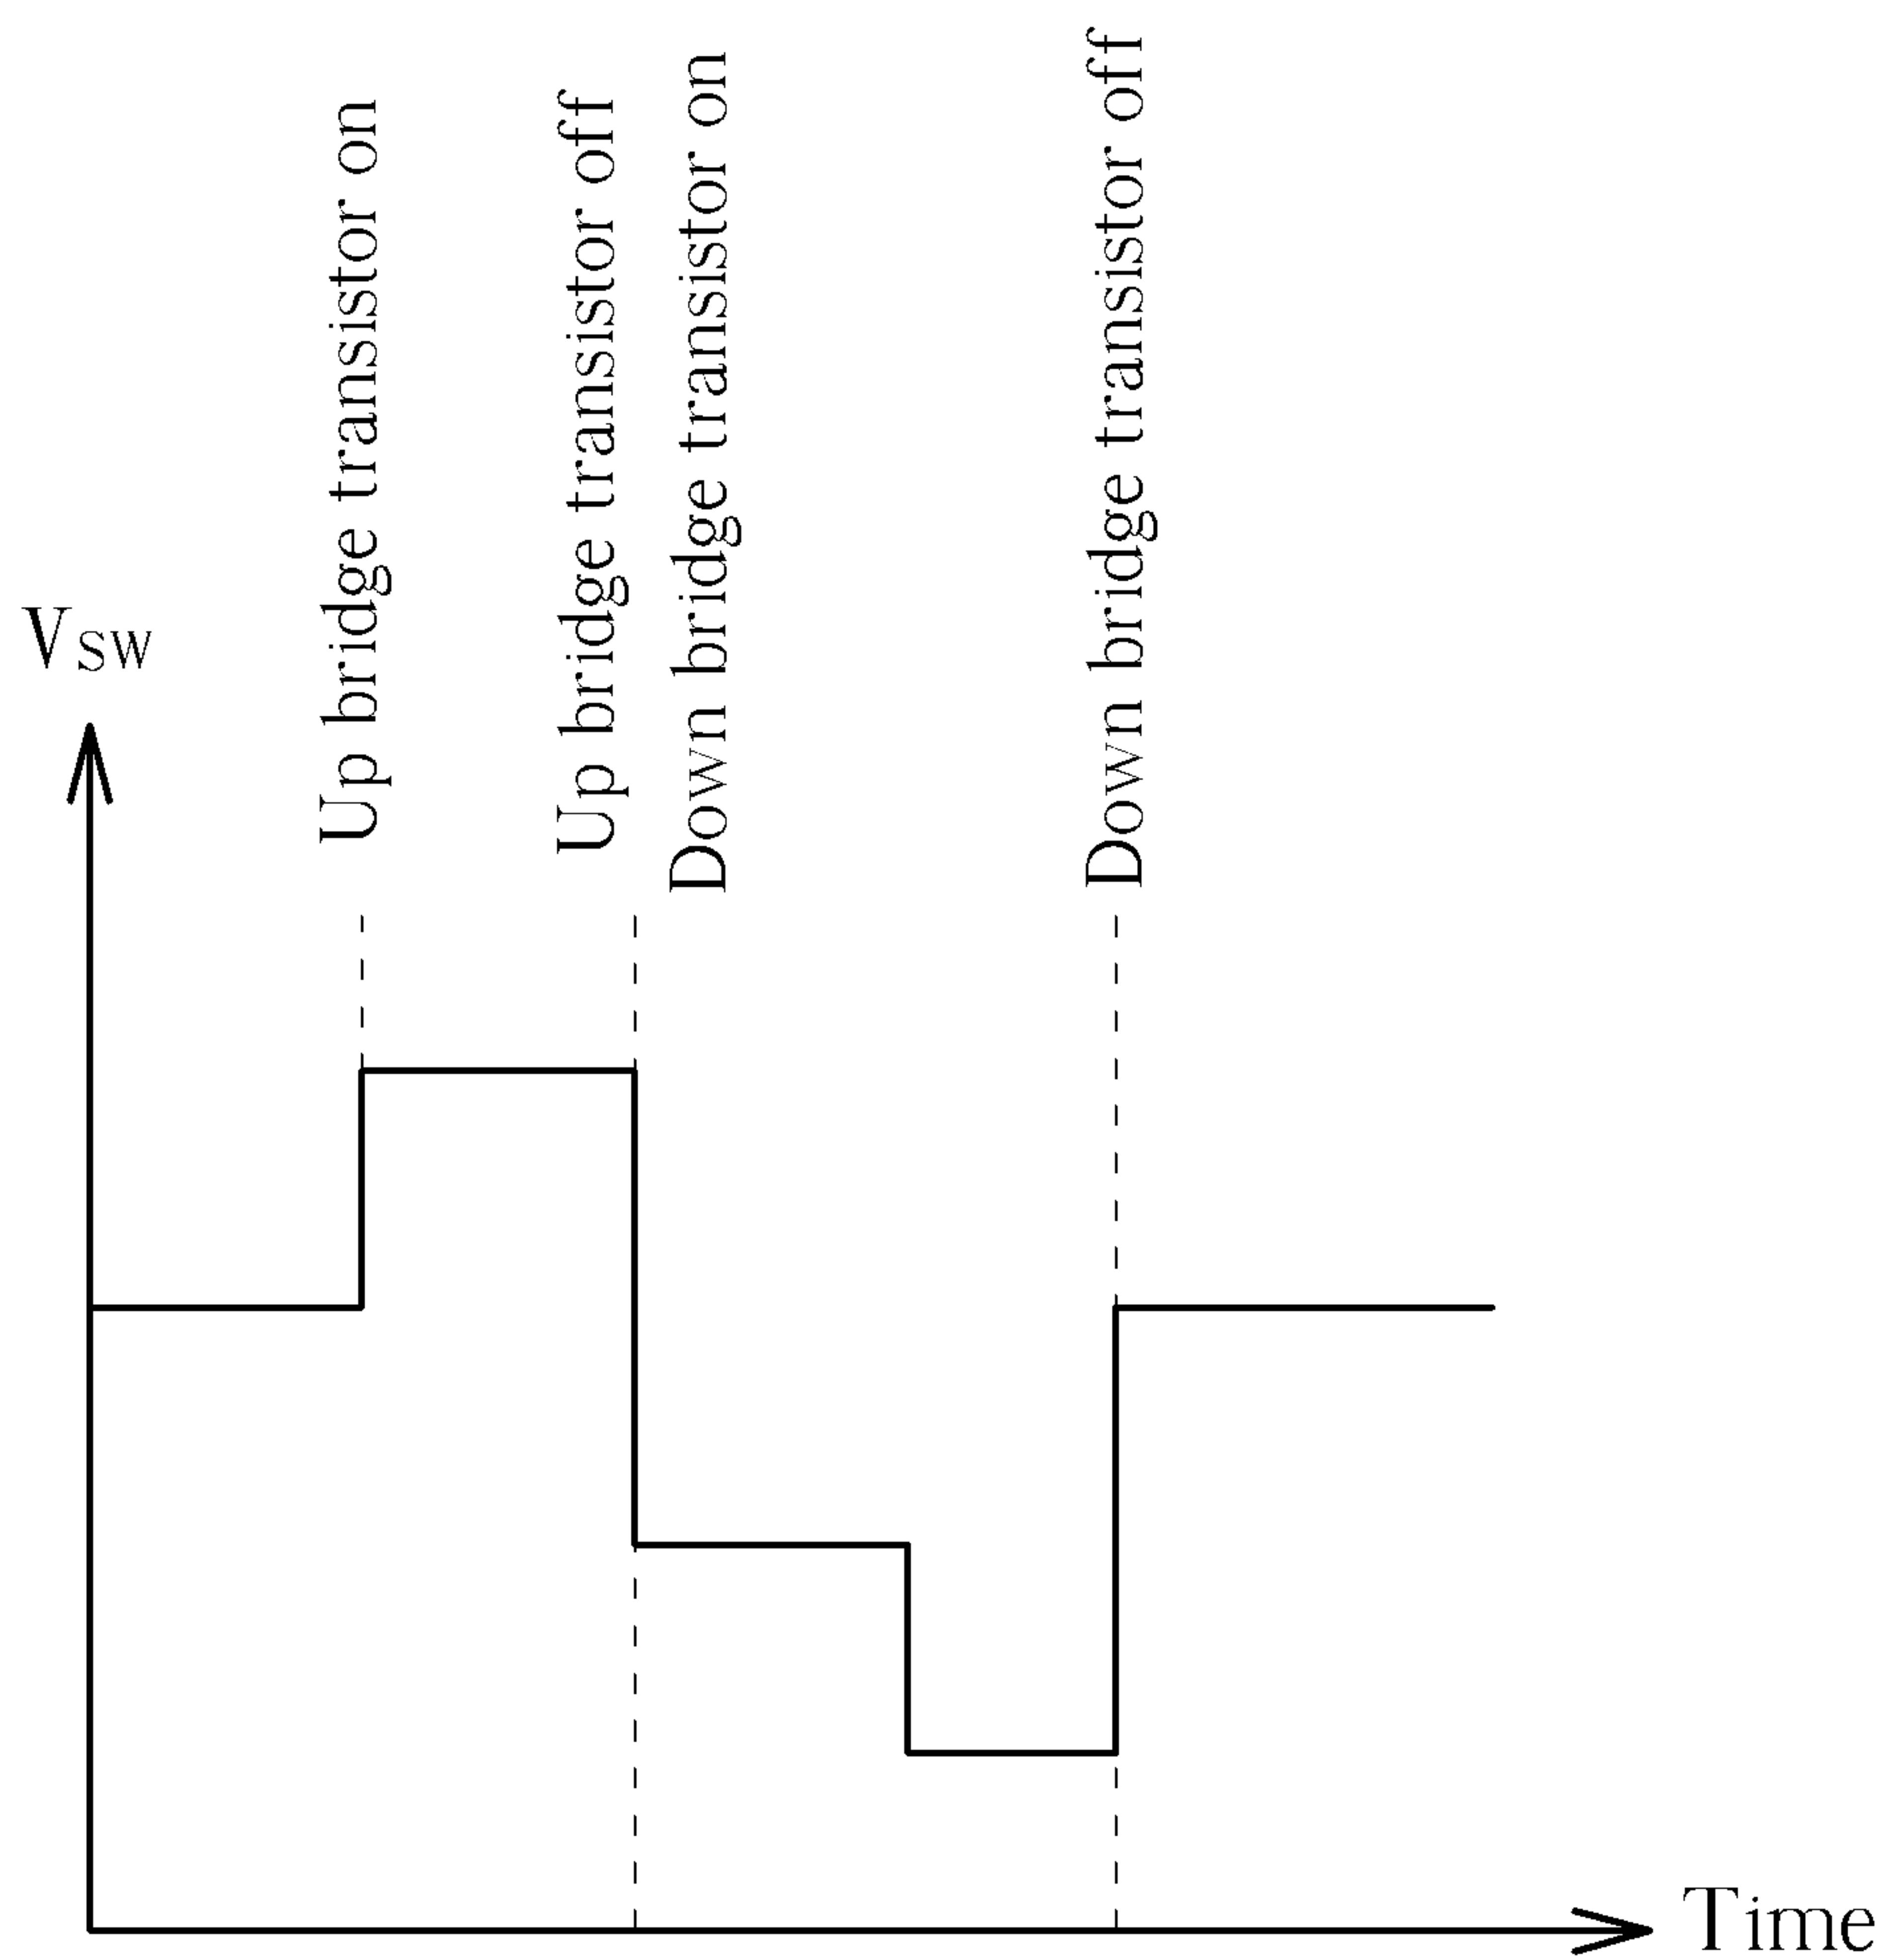 Up bridge transistor on
Up bridge transistor off
Down bridge transistor on
Down bridge transistor off
VSW
Time